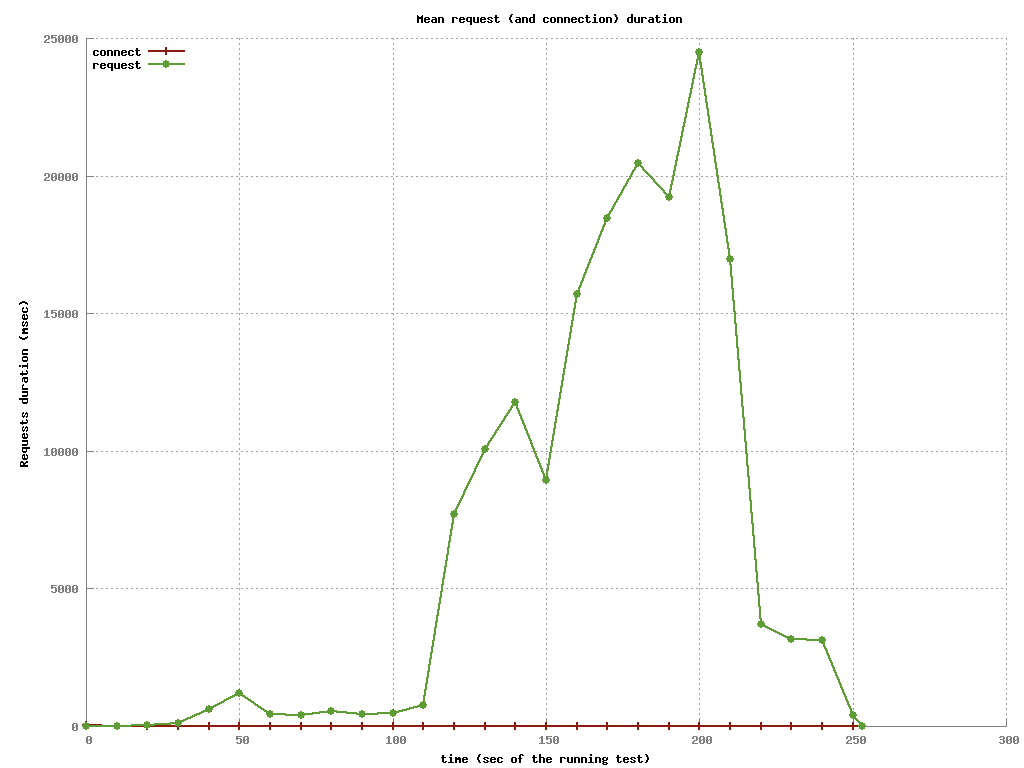 Mean request (and connection) duration
25000
connect
request
20000
15000
Requests duration (msec)
10000
5000
0
0 50 100 150 200 250 300
time (sec of the running test)